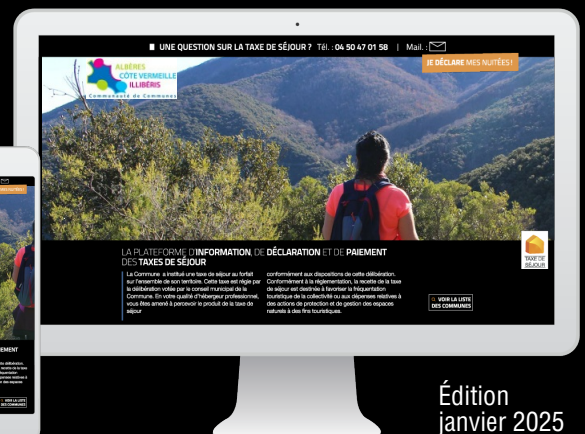 UNE QUESTION SUR LA TAXE DE SÉJOUR ? Tél. : 04 50 47 01 58 | Mail. :
JE DÉCLARE MES NUITÉES !
ALBÈRES
CÔTE VERMEILLE
ILLIBÉRIS
Communauté de Communes
LA PLATEFORME D'INFORMATION, DE DÉCLARATION ET DE PAIEMENT
DES TAXES DE SÉJOUR
La Commune a institué une taxe de séjour au forfait
sur l'ensemble de son territoire. Cette taxe est régie par
la délibération votée par le conseil municipal de la
Commune. En votre qualité d'hébergeur professionnel,
vous êtes amené à percevoir le produit de la taxe de
séjour
conformément aux dispositions de cette délibération.
Conformément à la réglementation, la recette de la taxe
de séjour est destinée à favoriser la fréquentation
touristique de la collectivité ou aux dépenses relatives à
des actions de protection et de gestion des espaces
naturels à des fins touristiques.
TAXE DE
SÉJOUR
VOIR LA LISTE
DES COMMUNES
IEMENT
VOIR LA LISTE
DES COMMUNES
Édition
janvier 2025